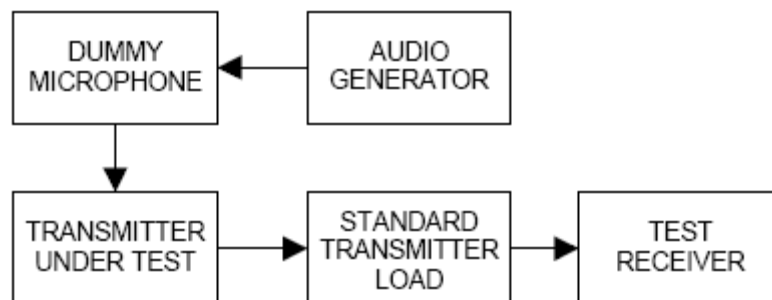 DUMMY
MICROPHONE
AUDIO
GENERATOR
TRANSMITTER
UNDER TEST
STANDARD
TRANSMITTER
LOAD
TEST
RECEIVER